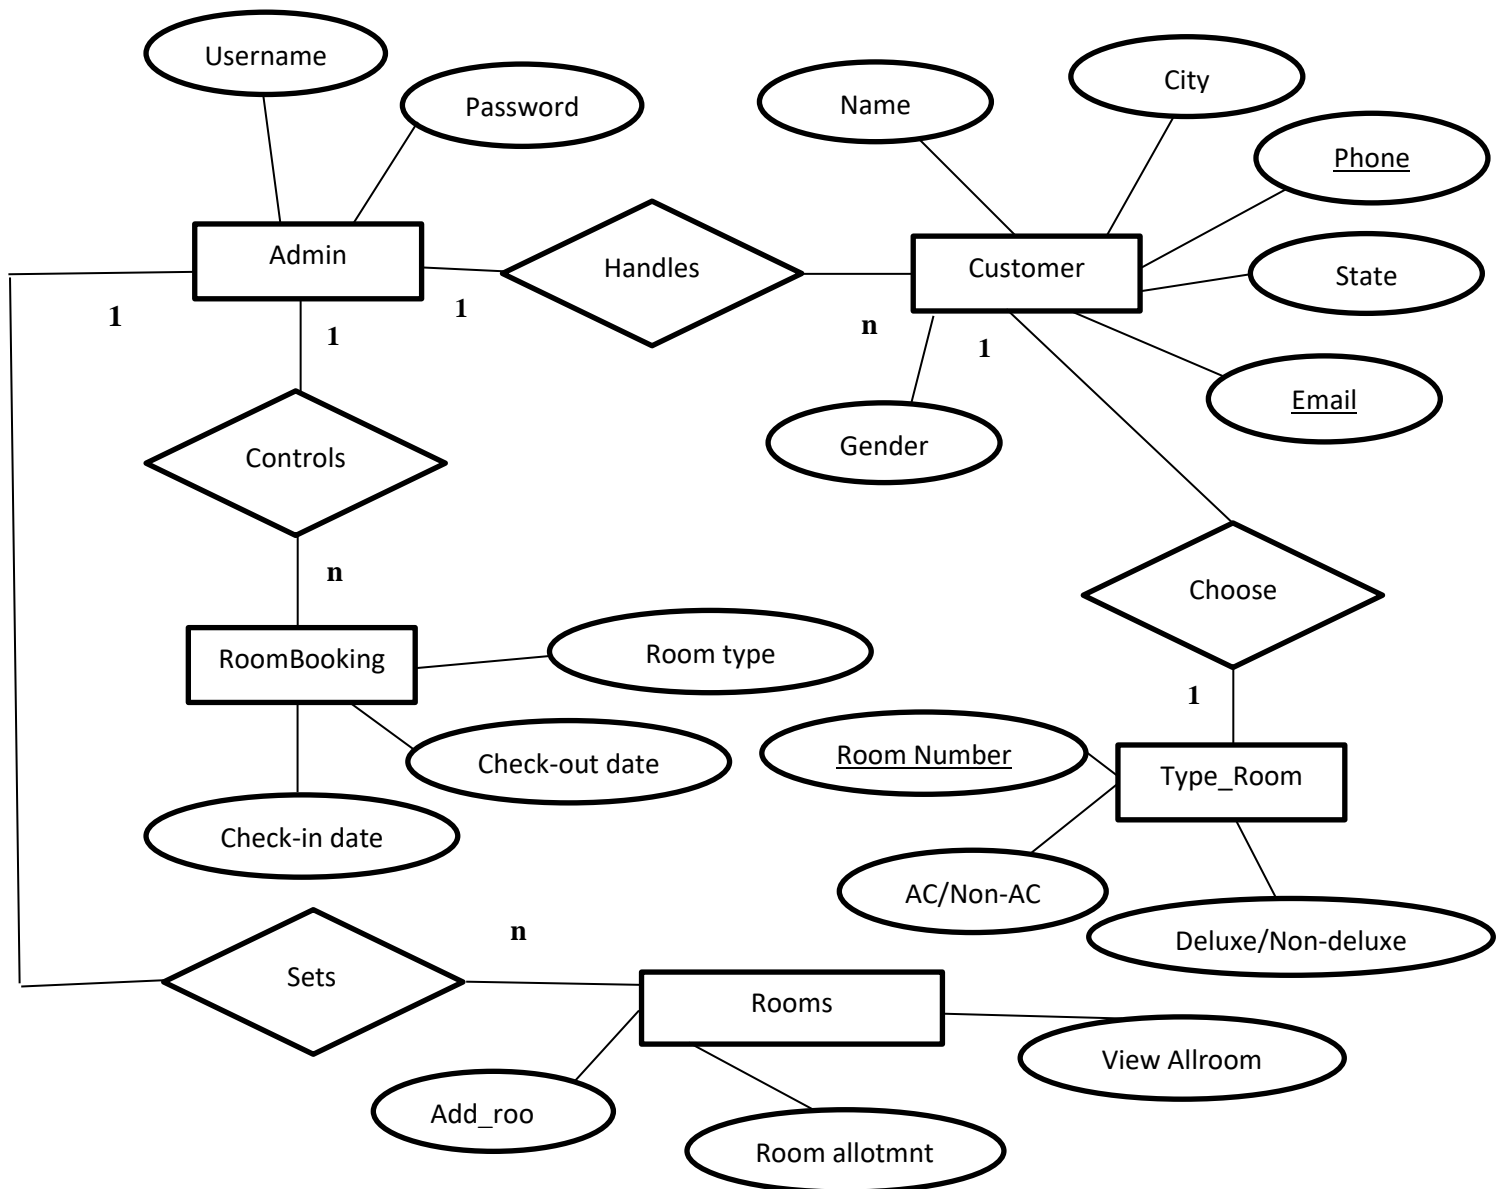 Username
Password
Name
City
Phone
Admin
Handles
Customer
State
1
1
1
n
1
Email
Gender
Controls
n
Choose
RoomBooking
Room type
1
Room Number
Type_Room
Check-out date
Check-in date
AC/Non-AC
Deluxe/Non-deluxe
n
Sets
Rooms
View Allroom
Add_roo
Room allotmnt